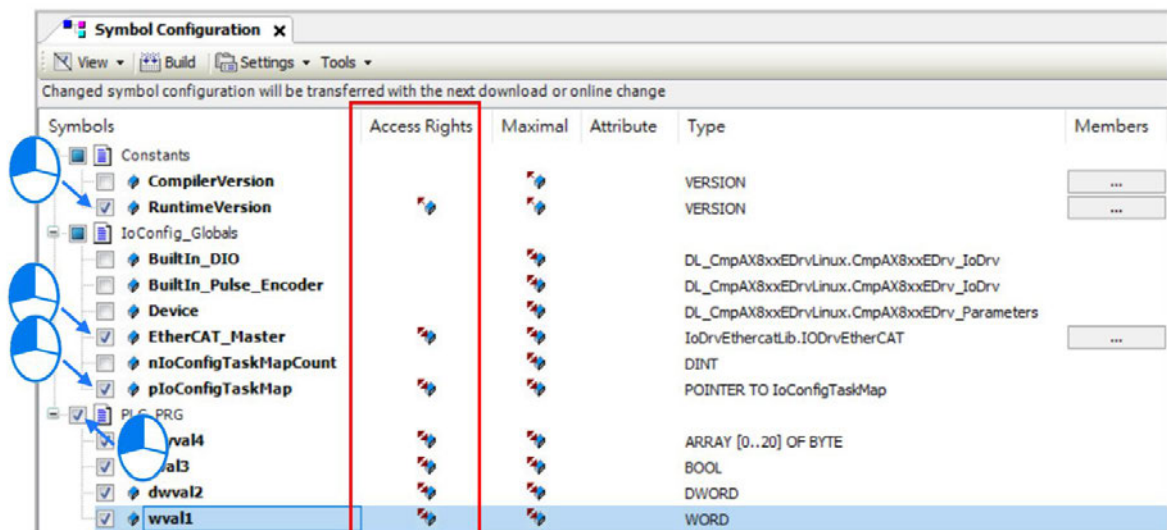 Symbol Configuration x
View Build Settings Tools
Changed symbol configuration will be transferred with the next download or online change
Symbols Access Rights Maximal Attribute Type Members
Constants
CompilerVersion VERSION ...
RuntimeVersion VERSION ...
IoConfig_Globals
BuiltIn_DIO DL_CmpAX8xxEDrvLinux.CmpAX8xxEDrv_IoDrv
BuiltIn_Pulse_Encoder DL_CmpAX8xxEDrvLinux.CmpAX8xxEDrv_IoDrv
Device DL_CmpAX8xxEDrvLinux.CmpAX8xxEDrv_Parameters
EtherCAT_Master IoDrvEthercatLib.IODrvEtherCAT ...
nIoConfigTaskMapCount DINT
pIoConfigTaskMap POINTER TO IoConfigTaskMap
PLC_PRG
ARRAY [0..20] OF BYTE
BOOL
dwval2 DWORD
wval1 WORD